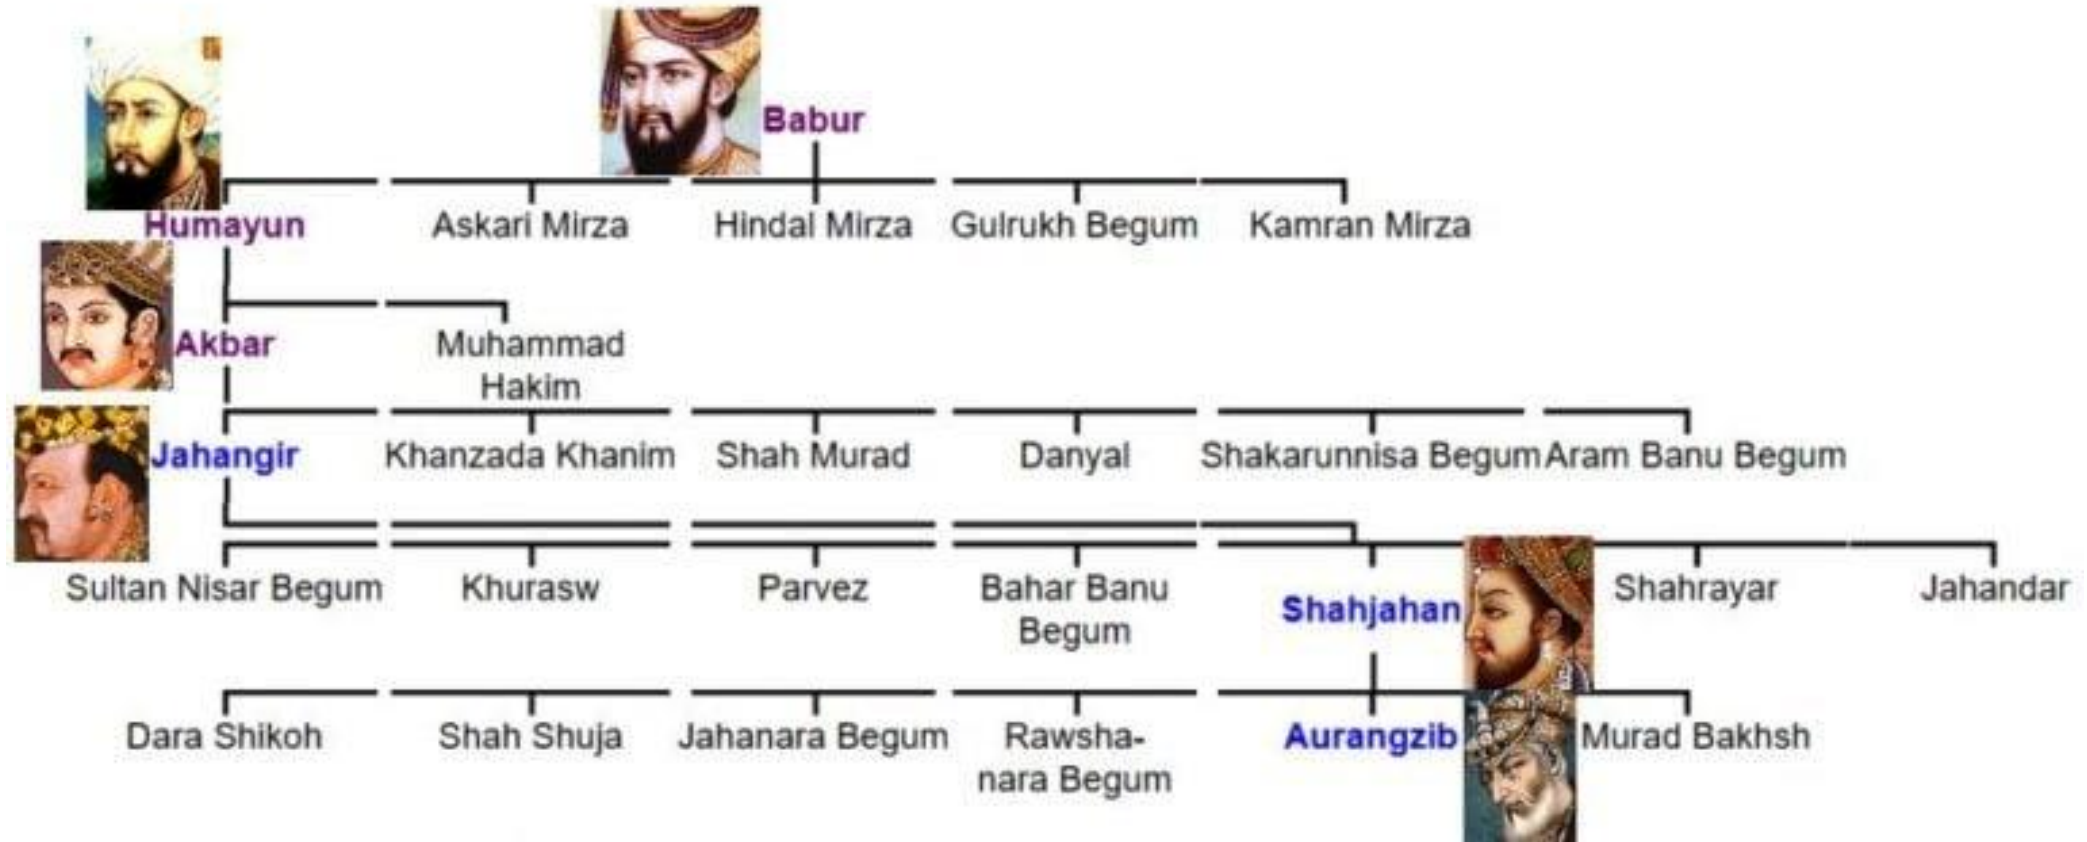 Babur
Humayun Askari Mirza Hindal Mirza Gulrukh Begum Kamran Mirza
Akbar Muhammad
Hakim
Jahangir Khanzada Khanim Shah Murad Danyal Shakarunnisa Begum Aram Banu Begum
Sultan Nisar Begum Khurasw Parvez Bahar Banu Shahrayar Jahandar
Shahjahan
Begum
Dara Shikoh Shah Shuja Jahanara Begum Rawsha- Aurangzib Murad Bakhsh
nara Begum